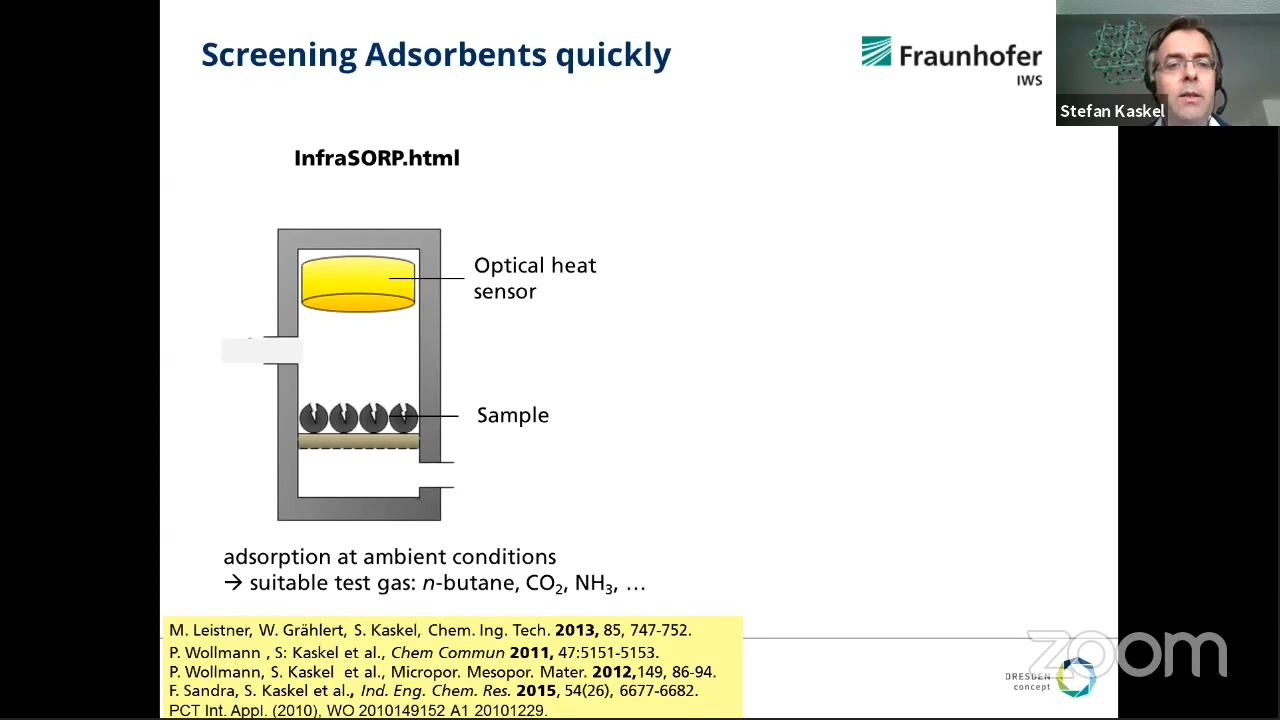 Screening Adsorbents quickly
Fraunhofer
IWS
Stefan Kaskel
InfraSORP.html
Optical heat
sensor
Sample
adsorption at ambient conditions
→ suitable test gas: n-butane, CO₂, NH₃, …
M. Leistner, W. Grählert, S. Kaskel, Chem. Ing. Tech. 2013, 85, 747-752.
P. Wollmann , S: Kaskel et al., Chem Commun 2011, 47:5151-5153.
P. Wollmann, S. Kaskel et al., Micropor. Mesopor. Mater. 2012,149, 86-94.
F. Sandra, S. Kaskel et al., Ind. Eng. Chem. Res. 2015, 54(26), 6677-6682.
PCT Int. Appl. (2010), WO 2010149152 A1 20101229.
DRESDEN
concept
zoom